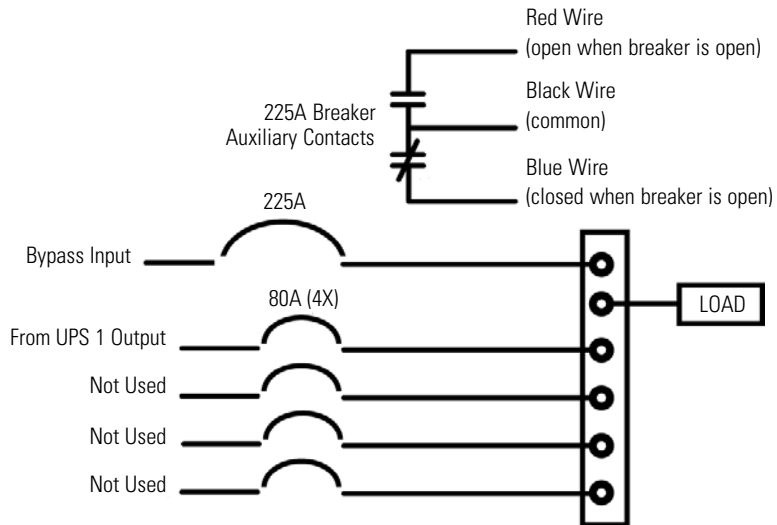 Red Wire
(open when breaker is open)
Black Wire
(common)
225A Breaker
Auxiliary Contacts
Blue Wire
(closed when breaker is open)
225A
Bypass Input
80A (4X)
LOAD
From UPS 1 Output
Not Used
Not Used
Not Used